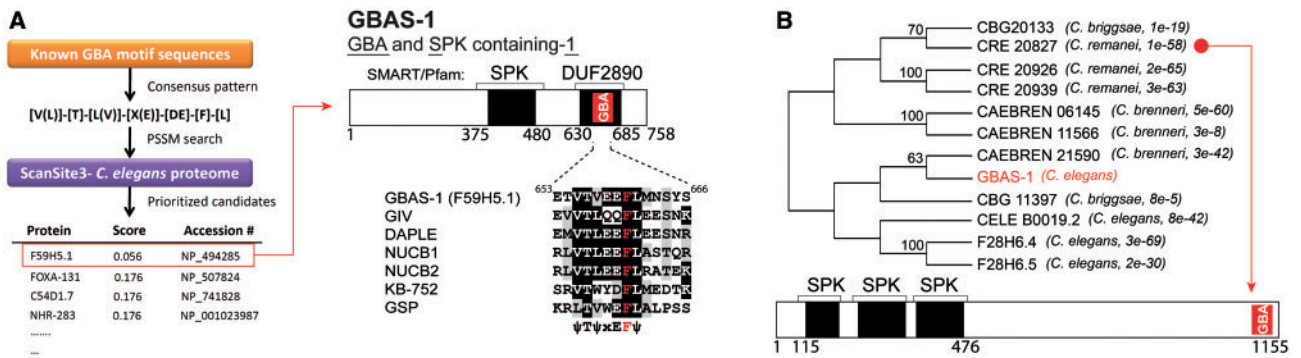 A
Known GBA motif sequences
Consensus pattern
[V(L)]-[T]-[L(V)]-[X(E)]-[DE]-[F]-[L]
PSSM search
ScanSite3- C. elegans proteome
Prioritized candidates
Protein Score Accession #
F59H5.1 0.056 NP_494285
FOXA-131 0.176 NP_507824
C54D1.7 0.176 NP_741828
NHR-283 0.176 NP_001023987
.......
...
GBAS-1
GBA and SPK containing-1
SMART/Pfam: SPK DUF2890
GBA
1 375 480 630 685 758
653 666
GBAS-1 (F59H5.1) ETVTVEEFLMNSYS
GIV EVVTLQQFLEESNK
DAPLE EMVTLEEFLEESNK
NUCB1 RLVTLEEFLASTQR
NUCB2 RLVTLEEFLRATEK
KB-752 SRVTWYDFLMEDTK
GSP KRLTVWEFLALPSS
ψTψxEFψ
B
70 CBG20133 (C. briggsae, 1e-19)
CRE 20827 (C. remanei, 1e-58)
100 CRE 20926 (C. remanei, 2e-65)
CRE 20939 (C. remanei, 3e-63)
100 CAEBREN 06145 (C. brenneri, 5e-60)
CAEBREN 11566 (C. brenneri, 3e-8)
63 CAEBREN 21590 (C. brenneri, 3e-42)
GBAS-1 (C. elegans)
CBG 11397 (C. briggsae, 8e-5)
CELE B0019.2 (C. elegans, 8e-42)
100 F28H6.4 (C. elegans, 3e-69)
F28H6.5 (C. elegans, 2e-30)
SPK SPK SPK
GBA
1 115 476 1155